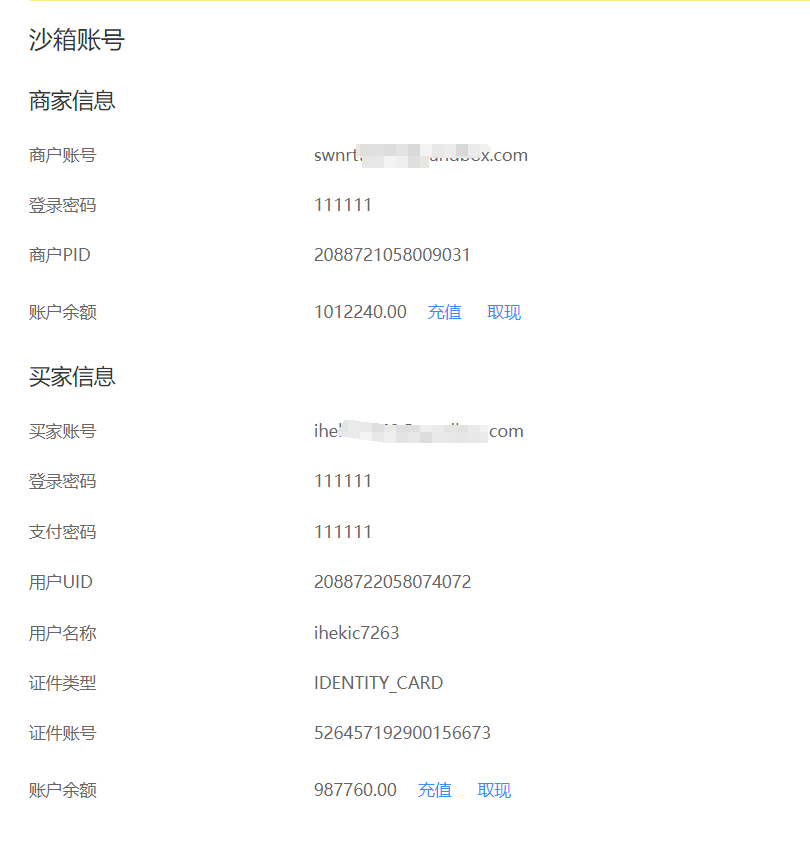 沙箱账号
商家信息
商户账号 swnrt andbox.com
登录密码 111111
商户PID 2088721058009031
账户余额 1012240.00 充值 取现
买家信息
买家账号 ihe com
登录密码 111111
支付密码 111111
用户UID 2088722058074072
用户名称 ihekic7263
证件类型 IDENTITY_CARD
证件账号 526457192900156673
账户余额 987760.00 充值 取现